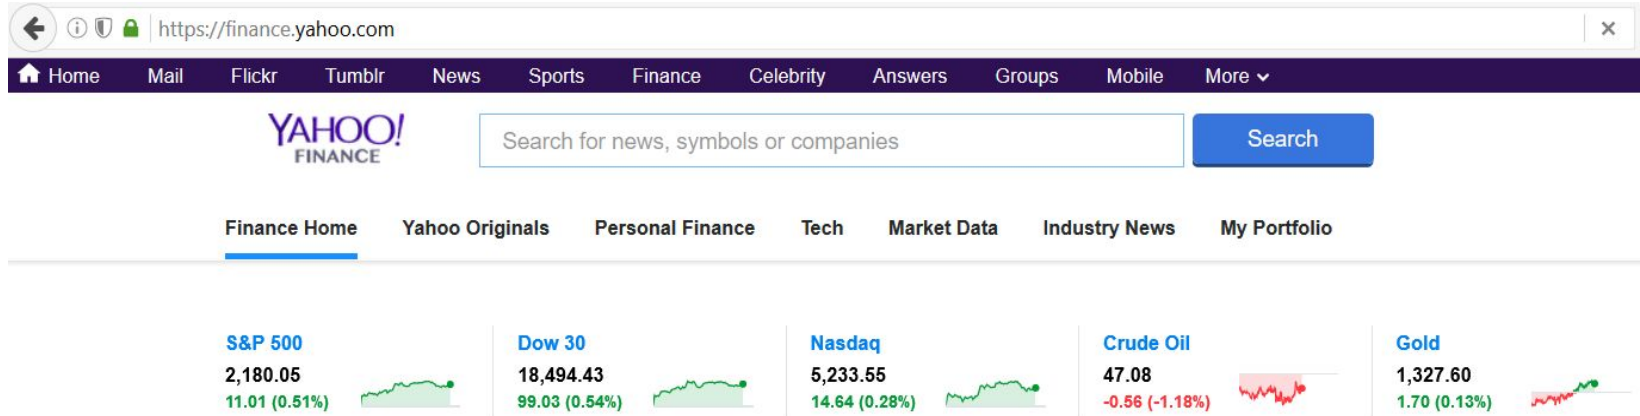 https://finance.yahoo.com
Home Mail Flickr Tumblr News Sports Finance Celebrity Answers Groups Mobile More
YAHOO!
FINANCE
Search for news, symbols or companies
Search
Finance Home Yahoo Originals Personal Finance Tech Market Data Industry News My Portfolio
S&P 500 Dow 30 Nasdaq Crude Oil Gold
2,180.05 18,494.43 5,233.55 47.08 1,327.60
11.01 (0.51%) 99.03 (0.54%) 14.64 (0.28%) -0.56 (-1.18%) 1.70 (0.13%)